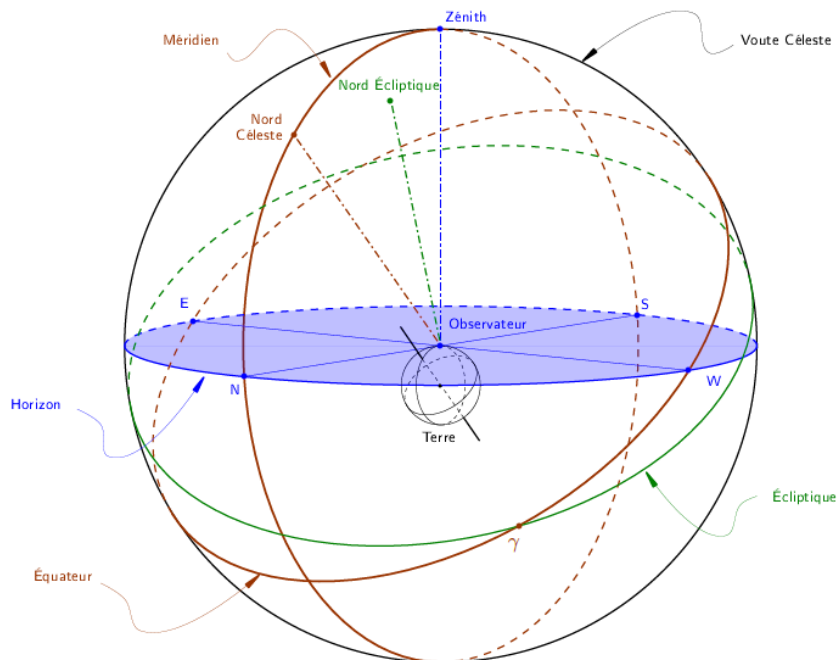 Zénith
Méridien
Voute Céleste
Nord Écliptique
Nord
Céleste
E
S
Observateur
N
W
Horizon
Terre
Écliptique
γ
Équateur